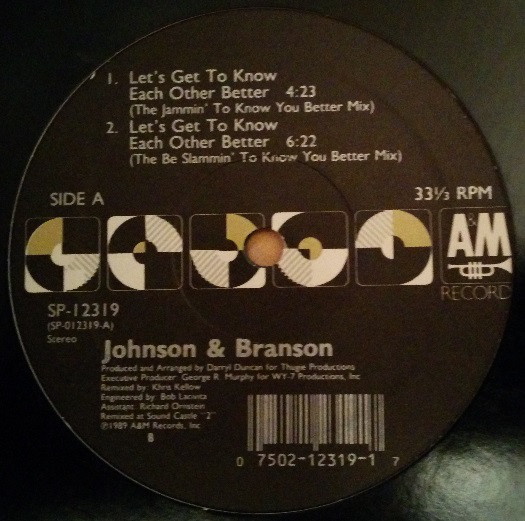 1. Let's Get To Know
Each Other Better 4:23
(The Jammin' To Know You Better Mix)
2. Let's Get To Know
Each Other Better 6:22
(The Be Slammin' To Know You Better Mix)
SIDE A
33⅓ RPM
A&M
RECORD
SP-12319
(SP-012319-A)
Stereo
Johnson & Branson
Produced and Arranged by Darryl Duncan for Thugie Productions
Executive Producer: George R. Murphy for WY-7 Productions, Inc
Remixed by: Khris Kellow
Engineered by: Bob Lacivita
Assistant: Richard Ornstein
Remixed at Sound Castle "2"
℗1989 A&M Records, Inc
B
0 7502-12319-1 7